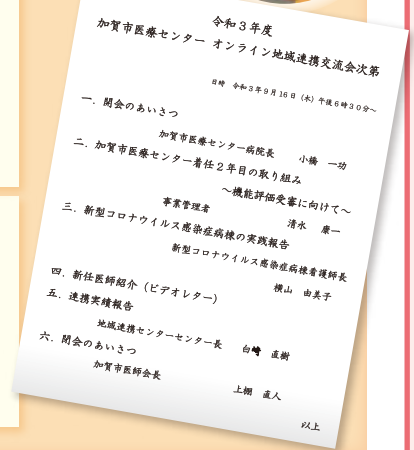 令和３年度
加賀市医療センター オンライン地域連携交流会次第
日時 令和３年９月１６日（木）午後６時３０分～
一．開会のあいさつ
加賀市医療センター病院長 小橋 一功
二．加賀市医療センター着任２年目の取り組み
～機能評価受審に向けて～
事業管理者 清水 康一
三．新型コロナウイルス感染症病棟の実践報告
新型コロナウイルス感染症病棟看護師長
横山 由美子
四．新任医師紹介（ビデオレター）
五．連携実績報告
地域連携センターセンター長 白崎 直樹
六．閉会のあいさつ
加賀市医師会長 上棚 直人
以上